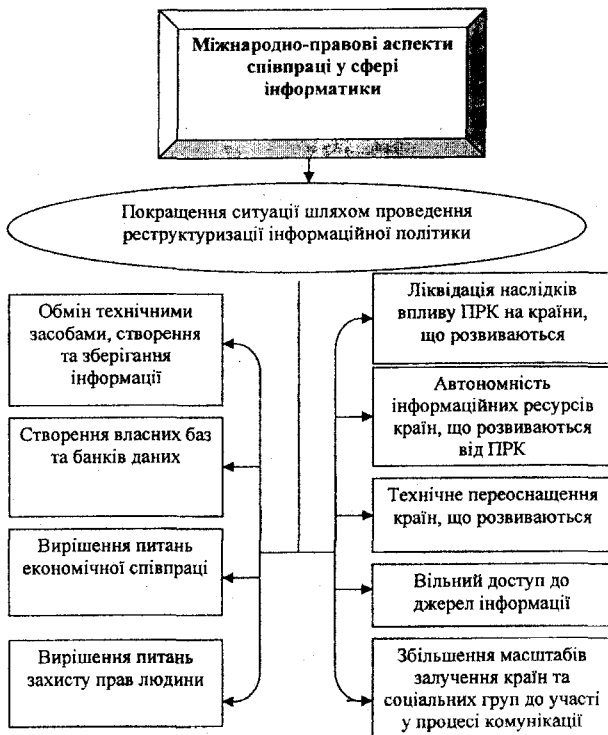 Міжнародно-правові аспекти
співпраці у сфері
інформатики
Покращення ситуації шляхом проведення
реструктуризації інформаційної політики
Обмін технічними
засобами, створення
та зберігання
інформації
Створення власних баз
та банків даних
Вирішення питань
економічної співпраці
Вирішення питань
захисту прав людини
Ліквідація наслідків
впливу ПРК на країни,
що розвиваються
Автономність
інформаційних ресурсів
країн, що розвиваються
від ПРК
Технічне переоснащення
країн, що розвиваються
Вільний доступ до
джерел інформації
Збільшення масштабів
залучення країн та
соціальних груп до участі
у процесі комунікації